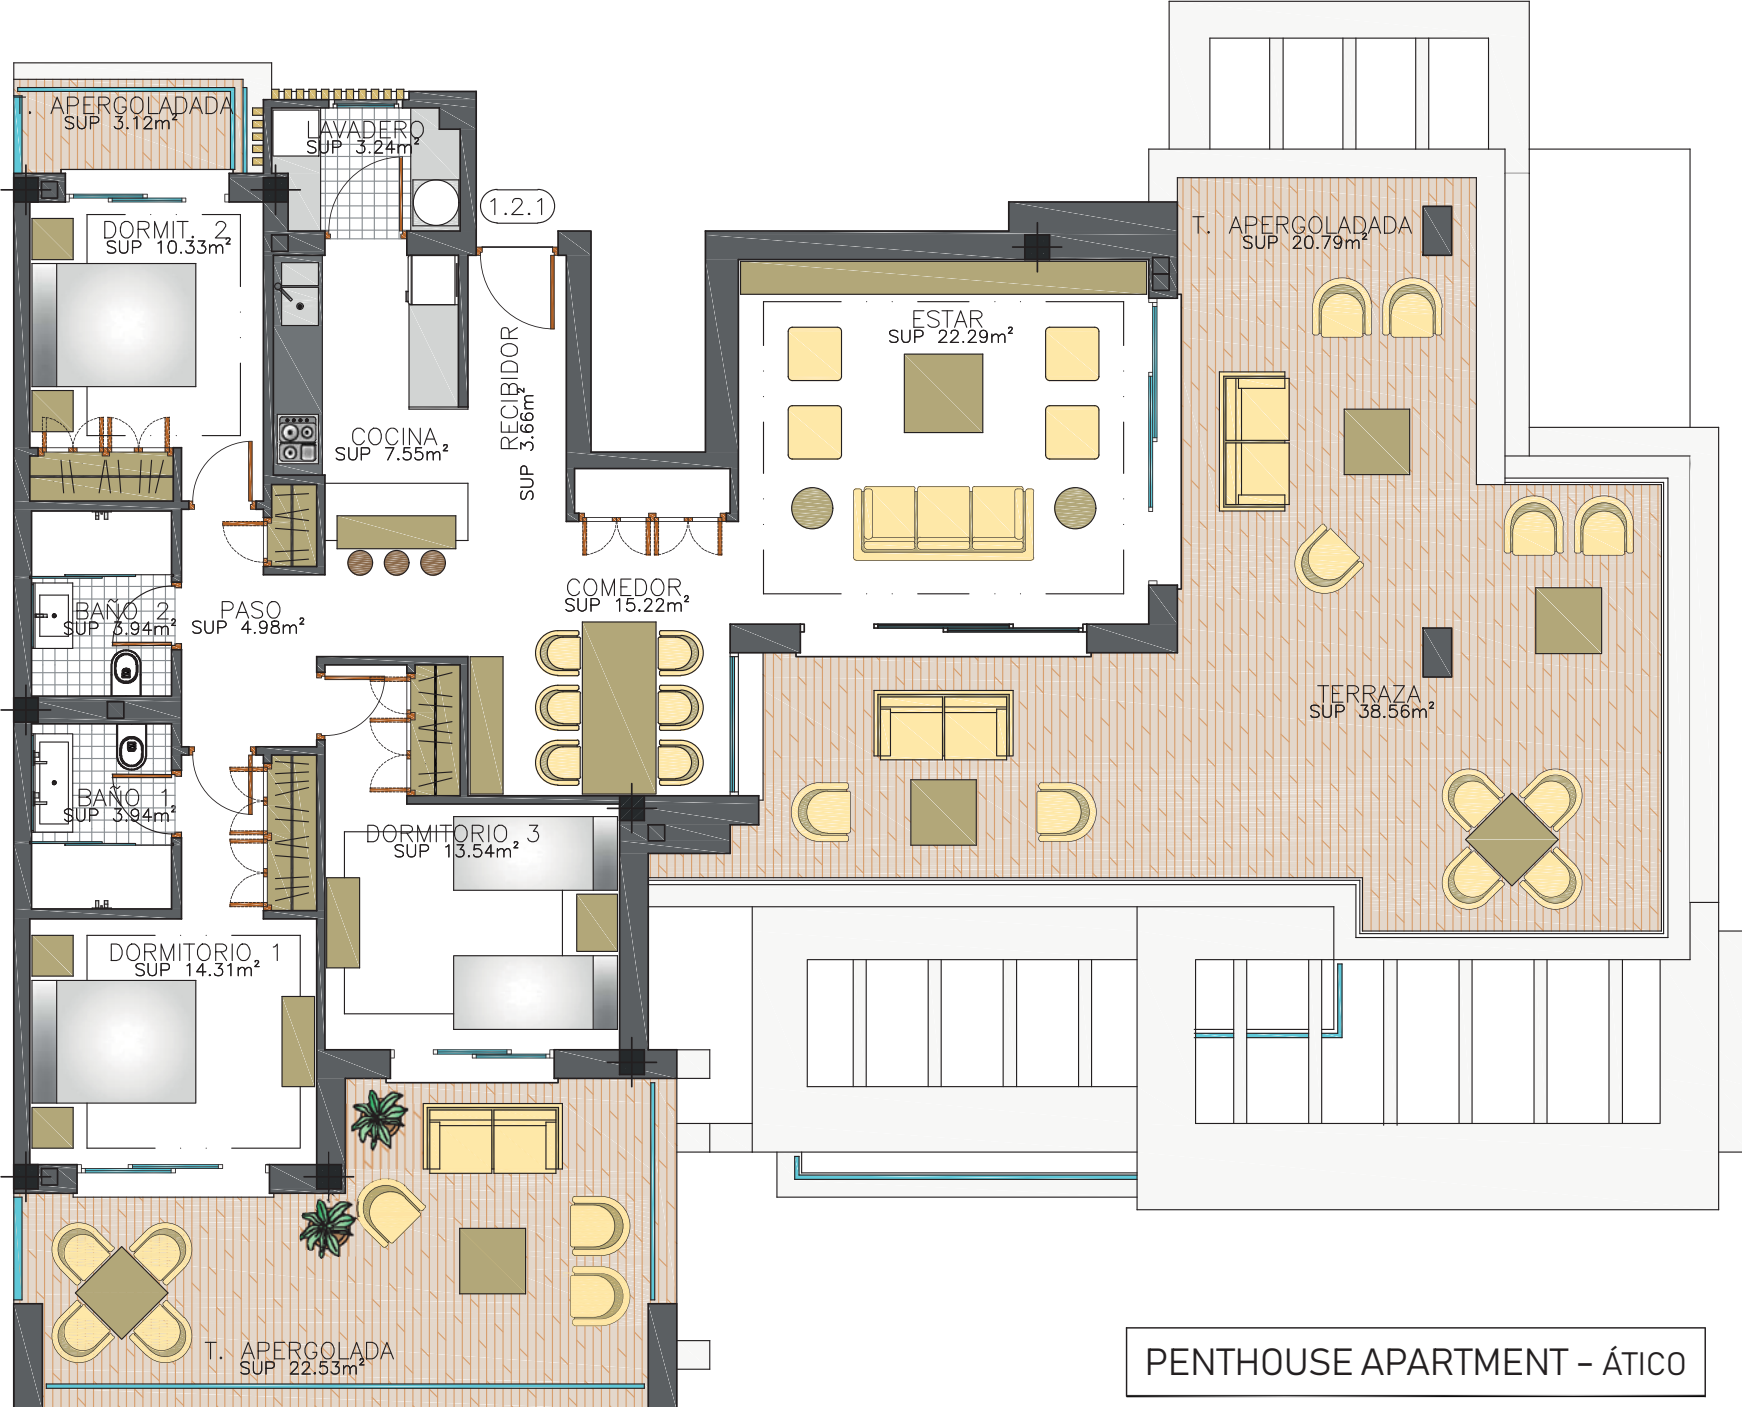 T. APERGOLADADA
SUP 3.12m²
LAVADERO
SUP 3.24m²
1.2.1
DORMIT. 2
SUP 10.33m²
T. APERGOLADADA
SUP 20.79m²
ESTAR
SUP 22.29m²
RECIBIDOR
SUP 3.66m²
COCINA
SUP 7.55m²
COMEDOR
SUP 15.22m²
BAÑO 2
SUP 3.94m²
PASO
SUP 4.98m²
TERRAZA
SUP 38.56m²
BAÑO 1
SUP 3.94m²
DORMITORIO 3
SUP 13.54m²
DORMITORIO 1
SUP 14.31m²
T. APERGOLADA
SUP 22.53m²
PENTHOUSE APARTMENT - ÁTICO